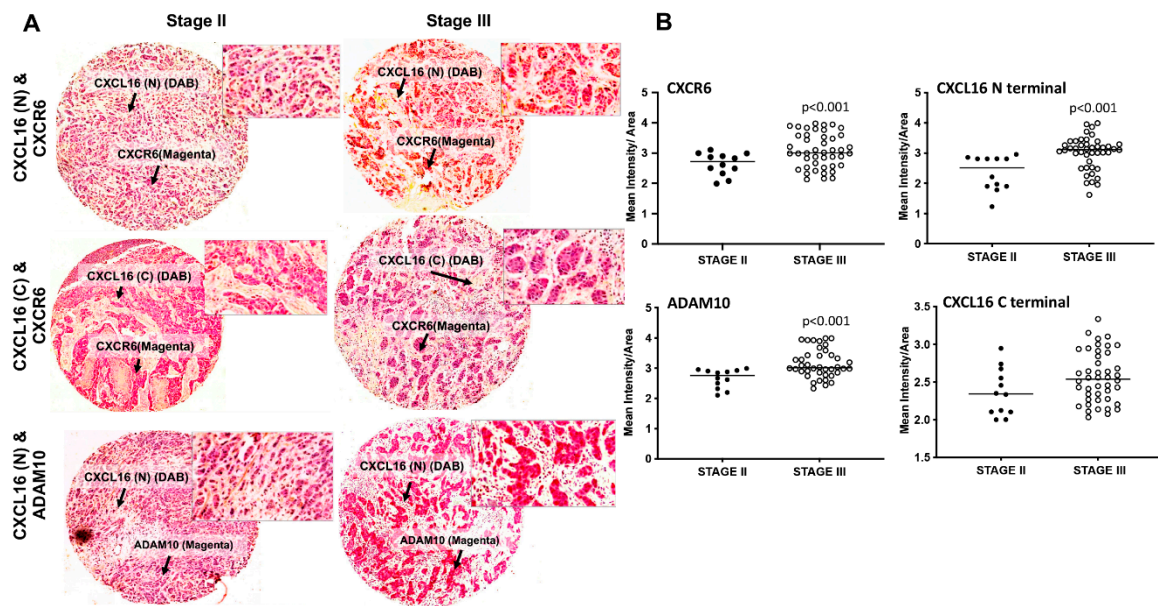 A
Stage II
Stage III
CXCL16 (N) &
CXCR6
CXCL16 (N) (DAB)
CXCR6(Magenta)
CXCL16 (N) (DAB)
CXCR6(Magenta)
CXCL16 (C) &
CXCR6
CXCL16 (C) (DAB)
CXCR6(Magenta)
CXCL16 (C) (DAB)
CXCR6(Magenta)
CXCL16 (N) &
ADAM10
CXCL16 (N) (DAB)
ADAM10 (Magenta)
CXCL16 (N) (DAB)
ADAM10 (Magenta)
B
CXCR6
p<0.001
Mean Intensity/Area
5
4
3
2
1
0
STAGE II
STAGE III
CXCL16 N terminal
p<0.001
Mean Intensity/Area
5
4
3
2
1
0
STAGE II
STAGE III
ADAM10
p<0.001
Mean Intensity/Area
5
4
3
2
1
0
STAGE II
STAGE III
CXCL16 C terminal
Mean Intensity/Area
3.5
3.0
2.5
2.0
1.5
STAGE II
STAGE III